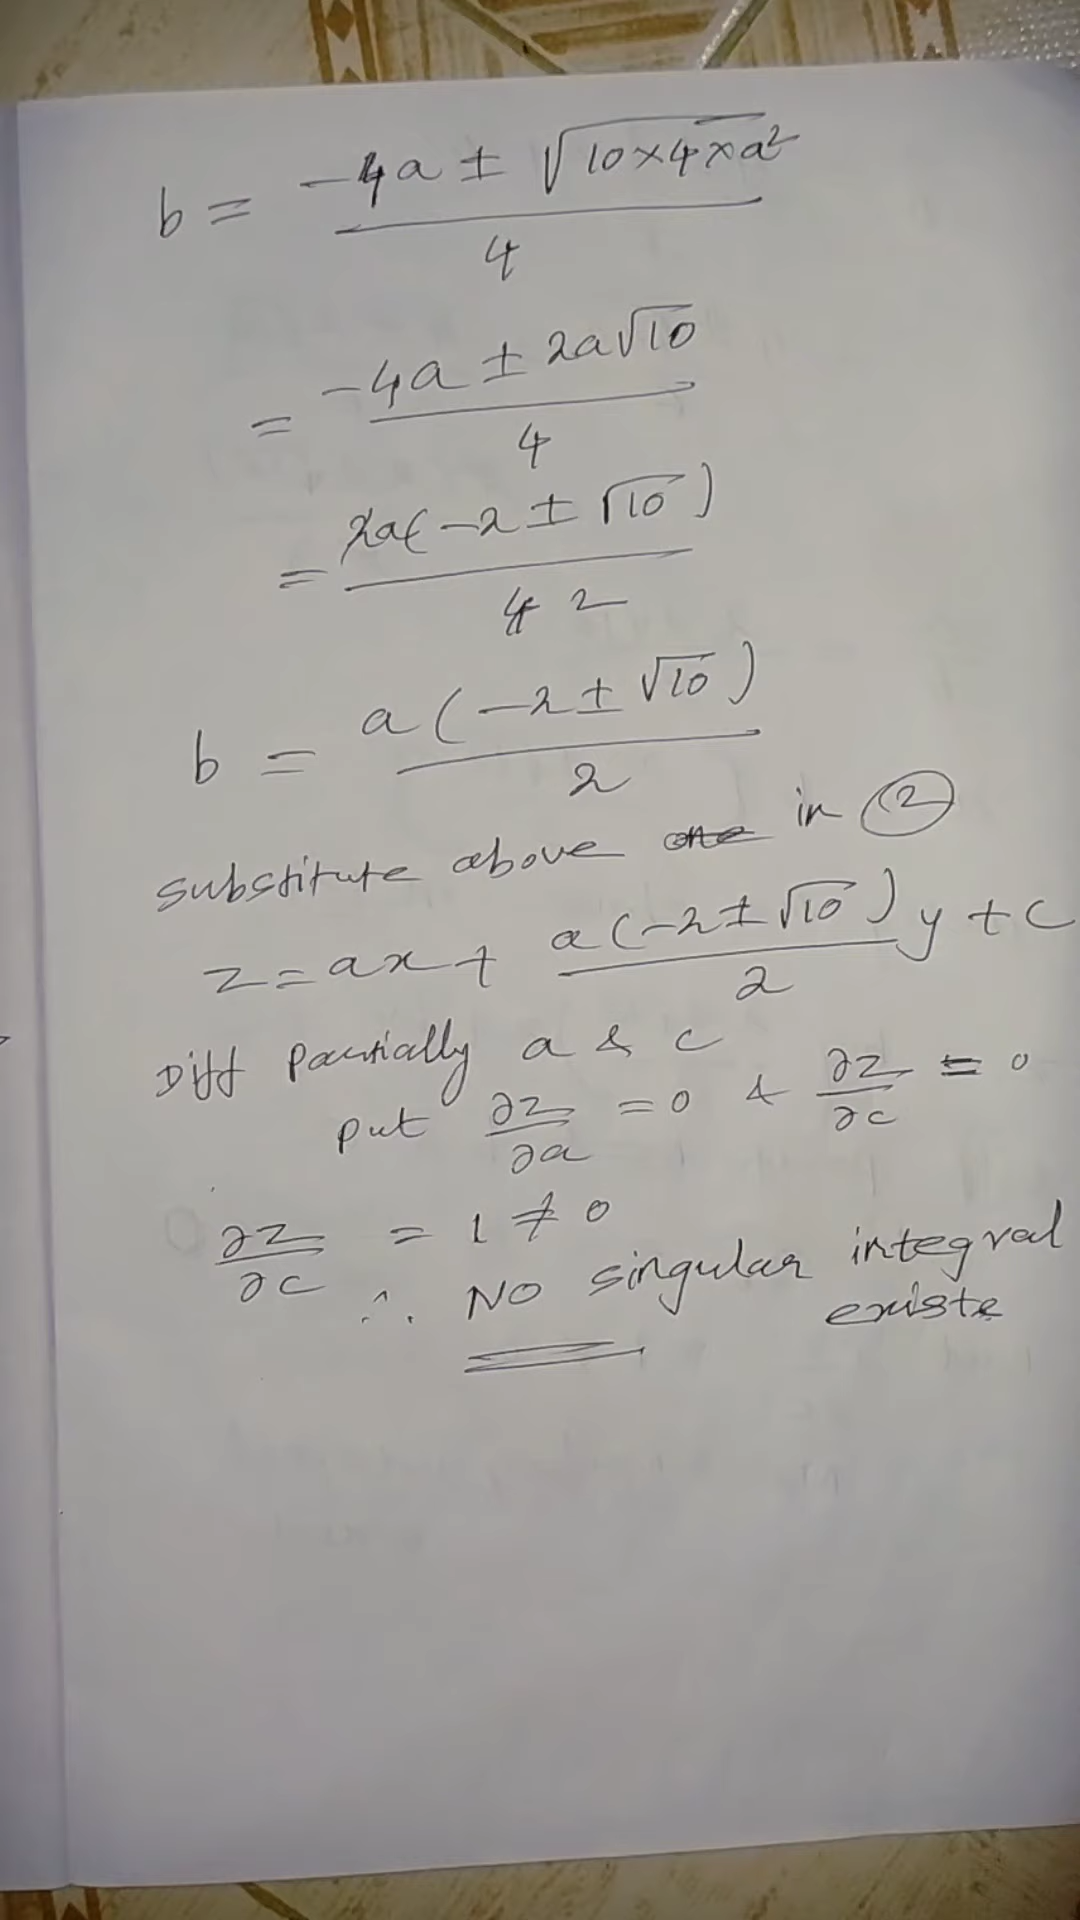 b = (-4a ± √(10×4×a²)) / 4
= (-4a ± 2a√10) / 4
= 2a(-2 ± √10) / 4 2
b = a(-2 ± √10) / 2
substitute above in ②
z = ax + a(-2 ± √10)/2 y + c
Diff partially a & c
put ∂z/∂a = 0 & ∂z/∂c = 0
∂z/∂c = 1 ≠ 0
∴ NO singular integral
exists